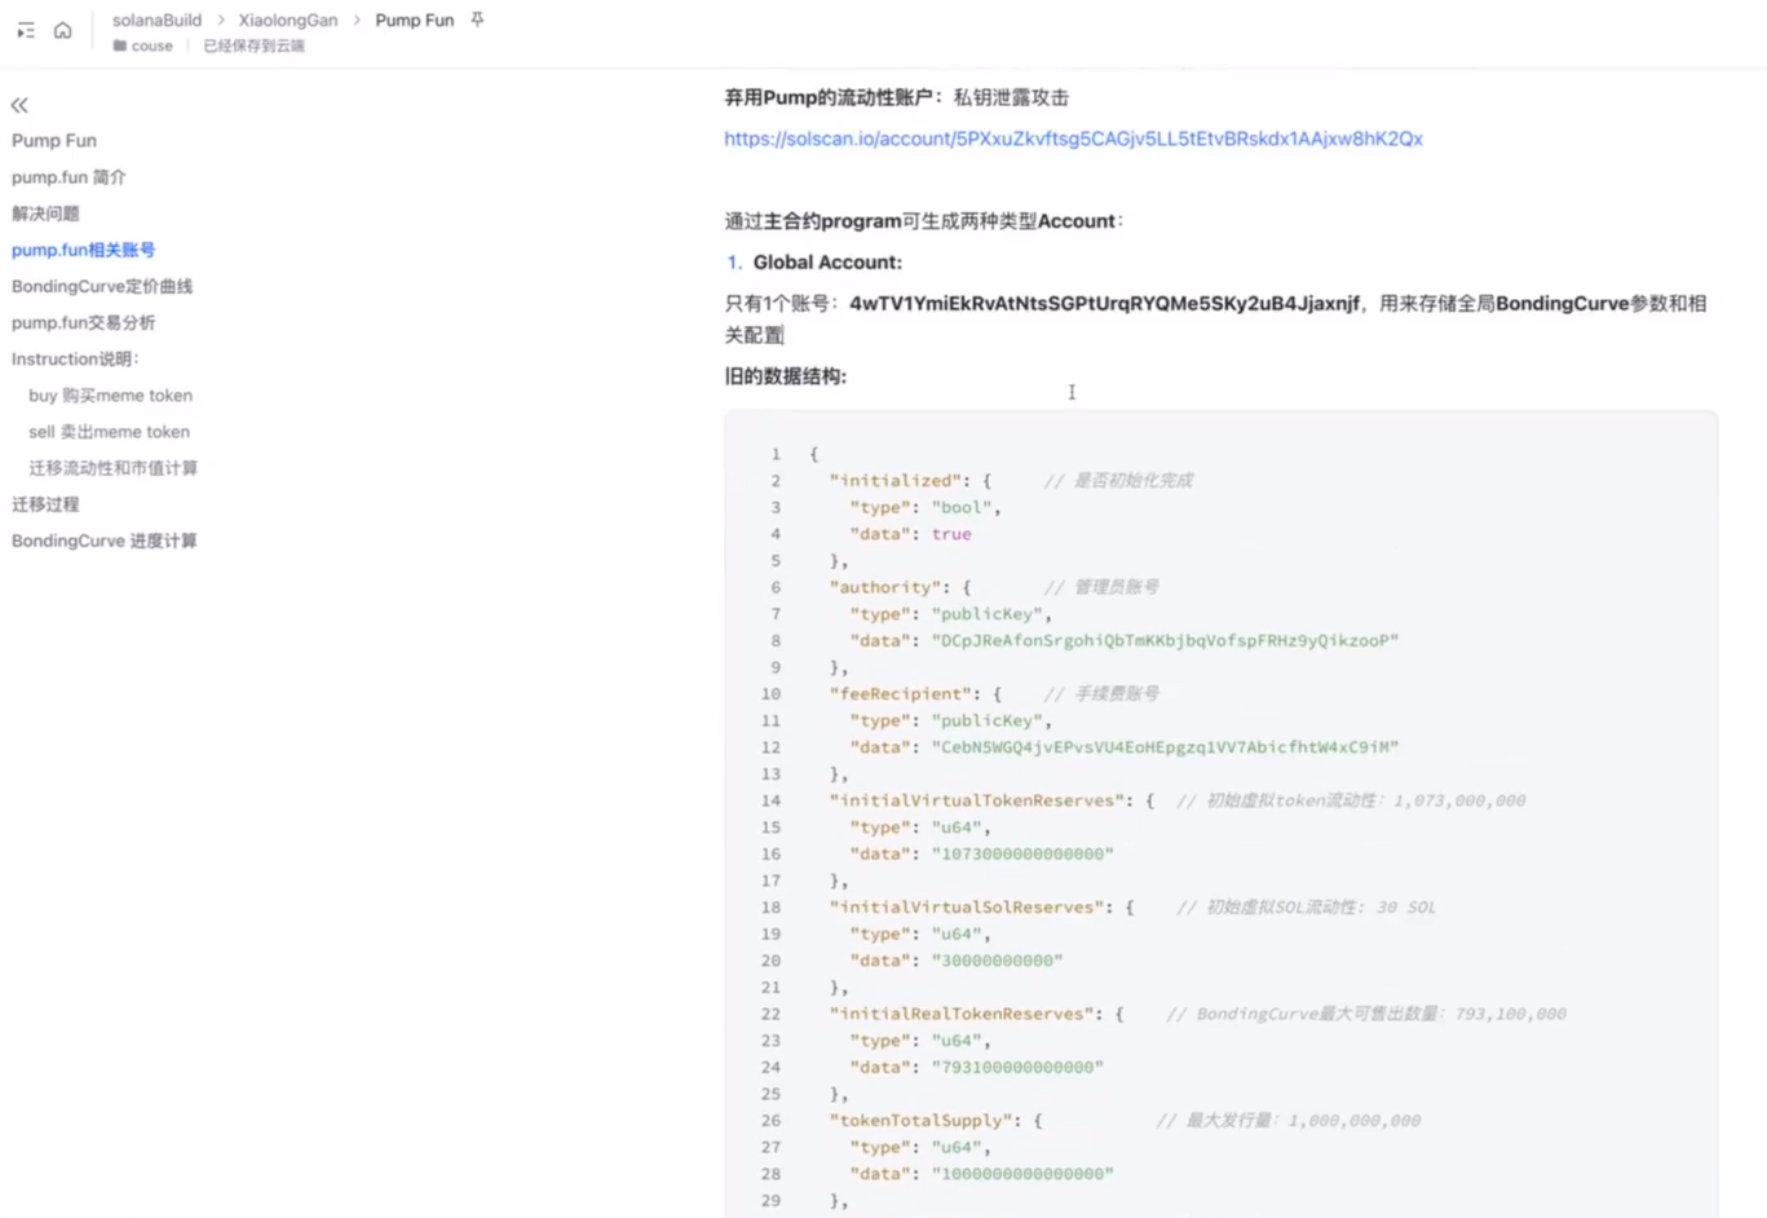 solanaBuild > XiaolongGan > Pump Fun
couse | 已经保存到云端
Pump Fun
pump.fun 简介
解决问题
pump.fun相关账号
BondingCurve定价曲线
pump.fun交易分析
Instruction说明:
buy 购买meme token
sell 卖出meme token
迁移流动性和市值计算
迁移过程
BondingCurve 进度计算
弃用Pump的流动性账户：私钥泄露攻击
https://solscan.io/account/5PXxuZkvftsg5CAGjv5LL5tEtvBRskdx1AAjxw8hK2Qx
通过主合约program可生成两种类型Account：
1. Global Account:
只有1个账号：4wTV1YmiEkRvAtNtsSGPtUrqRYQMe5SKy2uB4Jjaxnjf，用来存储全局BondingCurve参数和相
关配置
旧的数据结构:
1 {
2 "initialized": { // 是否初始化完成
3 "type": "bool",
4 "data": true
5 },
6 "authority": { // 管理员账号
7 "type": "publicKey",
8 "data": "DCpJReAfonSrgohiQbTmKKbjbqVofspFRHz9yQikzooP"
9 },
10 "feeRecipient": { // 手续费账号
11 "type": "publicKey",
12 "data": "CebN5WGQ4jvEPvsVU4EoHEpgzq1VV7AbicfhtW4xC9iM"
13 },
14 "initialVirtualTokenReserves": { // 初始虚拟token流动性：1,073,000,000
15 "type": "u64",
16 "data": "1073000000000000"
17 },
18 "initialVirtualSolReserves": { // 初始虚拟SOL流动性: 30 SOL
19 "type": "u64",
20 "data": "30000000000"
21 },
22 "initialRealTokenReserves": { // BondingCurve最大可售出数量：793,100,000
23 "type": "u64",
24 "data": "793100000000000"
25 },
26 "tokenTotalSupply": { // 最大发行量：1,000,000,000
27 "type": "u64",
28 "data": "1000000000000000"
29 },